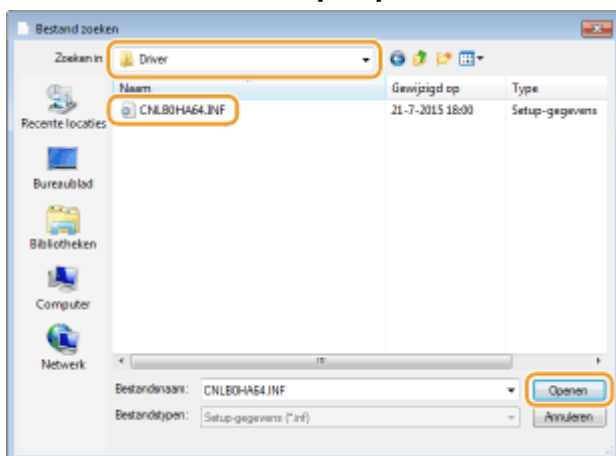 Bestand zoeken
Zoeken in
Driver
Naam
Gewijzigd op
Type
CNLB0HA64.INF
21-7-2015 18:00
Setup-gegevens
Recente locaties
Bureaublad
Bibliotheken
Computer
Netwerk
Bestandsnaam:
CNLB0HA64.INF
Openen
Bestandstypen:
Setup-gegevens (*.inf)
Annuleren